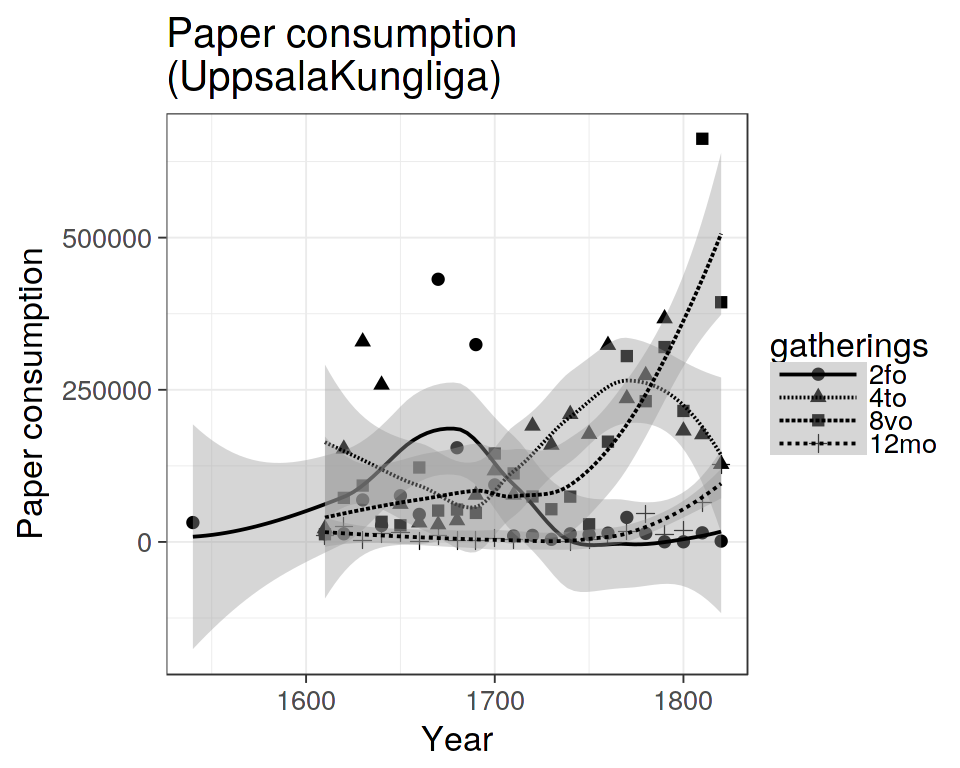 Paper consumption
(UppsalaKungliga)
Paper consumption
500000
250000
0
1600
1700
1800
Year
gatherings
2fo
4to
8vo
12mo